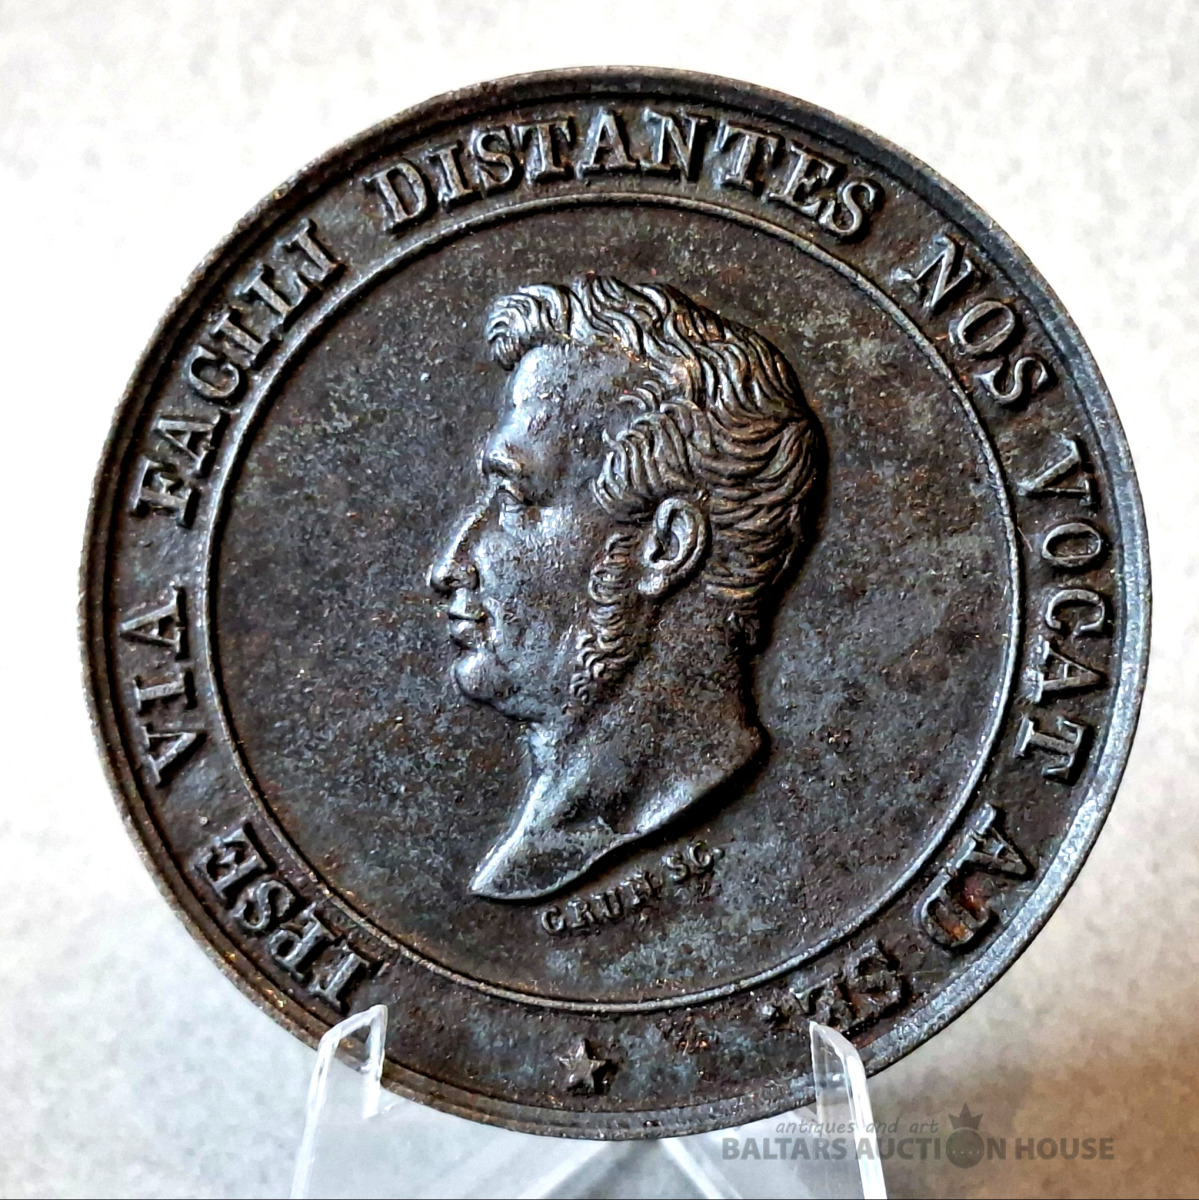 IPSE VIA FACILI DISTANTES NOS VOCAT AD SE.
GRUN SC.
antiques and art
BALTARS AUCTION HOUSE